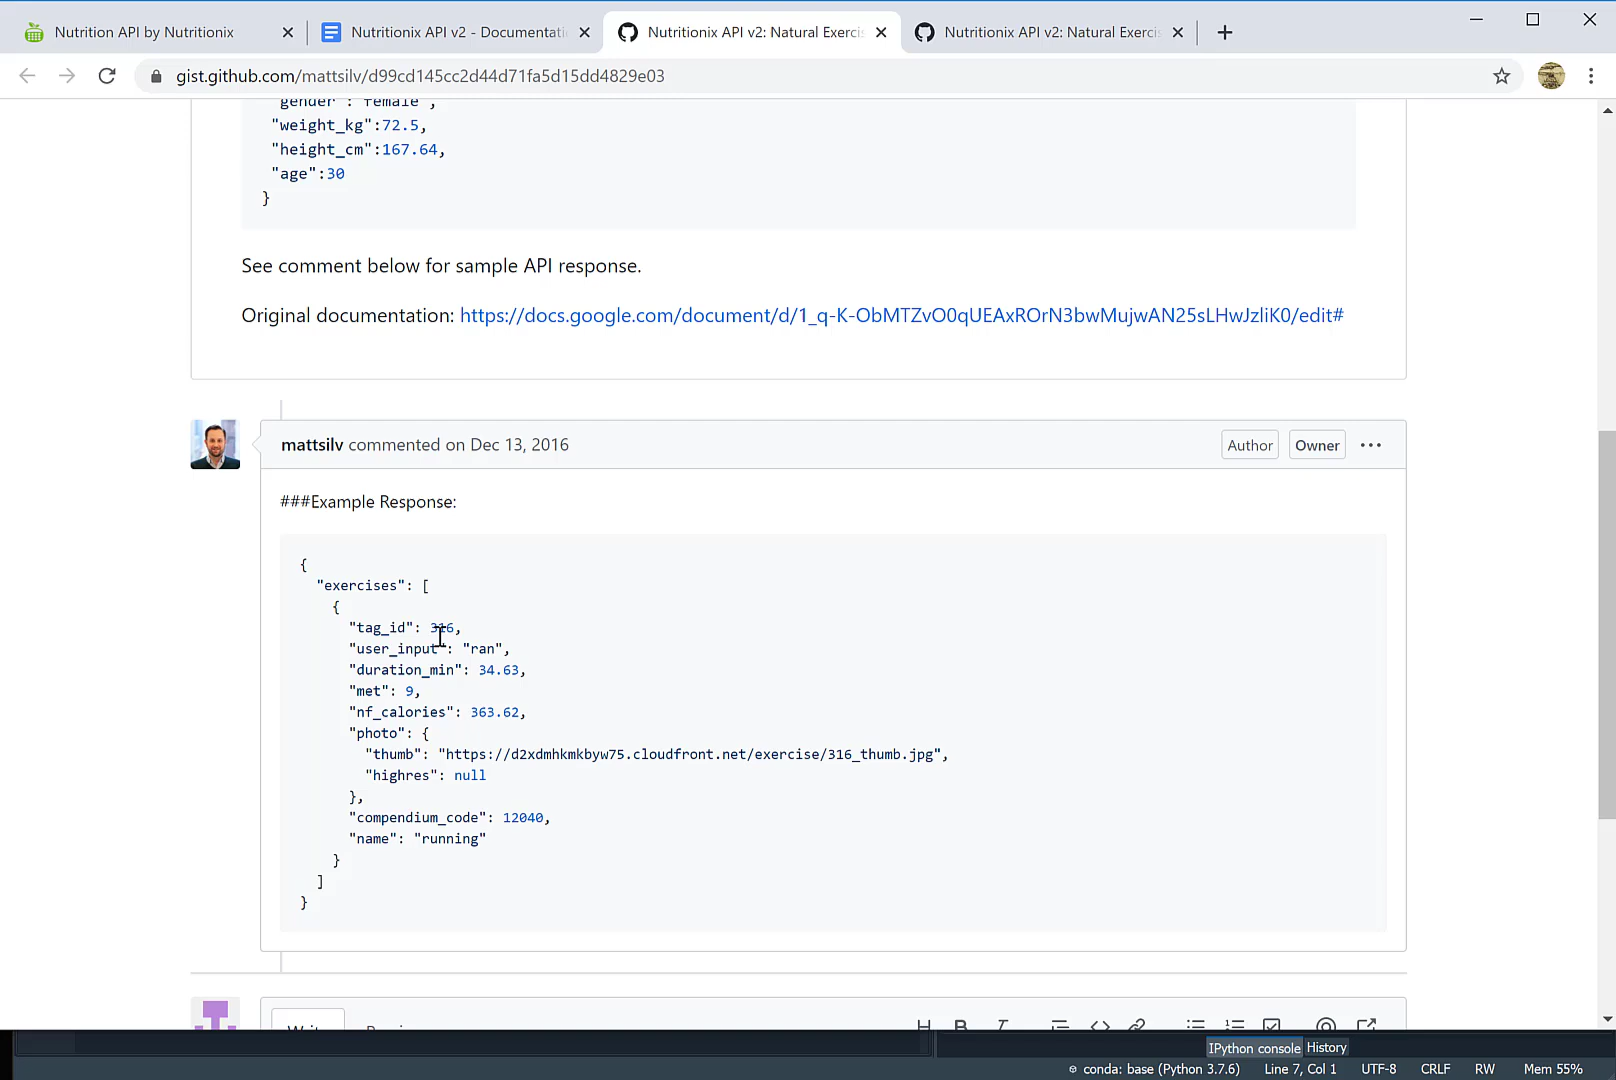 Nutrition API by Nutritionix
Nutritionix API v2 - Documentati
Nutritionix API v2: Natural Exercis
Nutritionix API v2: Natural Exercis
gist.github.com/mattsilv/d99cd145cc2d44d71fa5d15dd4829e03
"gender": "female",
"weight_kg":72.5,
"height_cm":167.64,
"age":30
}
See comment below for sample API response.
Original documentation: https://docs.google.com/document/d/1_q-K-ObMTZvO0qUEAxROrN3bwMujwAN25sLHwJzliK0/edit#
mattsilv commented on Dec 13, 2016
Author
Owner
###Example Response:
{
"exercises": [
{
"tag_id": 316,
"user_input": "ran",
"duration_min": 34.63,
"met": 9,
"nf_calories": 363.62,
"photo": {
"thumb": "https://d2xdmhkmkbyw75.cloudfront.net/exercise/316_thumb.jpg",
"highres": null
},
"compendium_code": 12040,
"name": "running"
}
]
}
IPython console
History
conda: base (Python 3.7.6)
Line 7, Col 1
UTF-8
CRLF
RW
Mem 55%